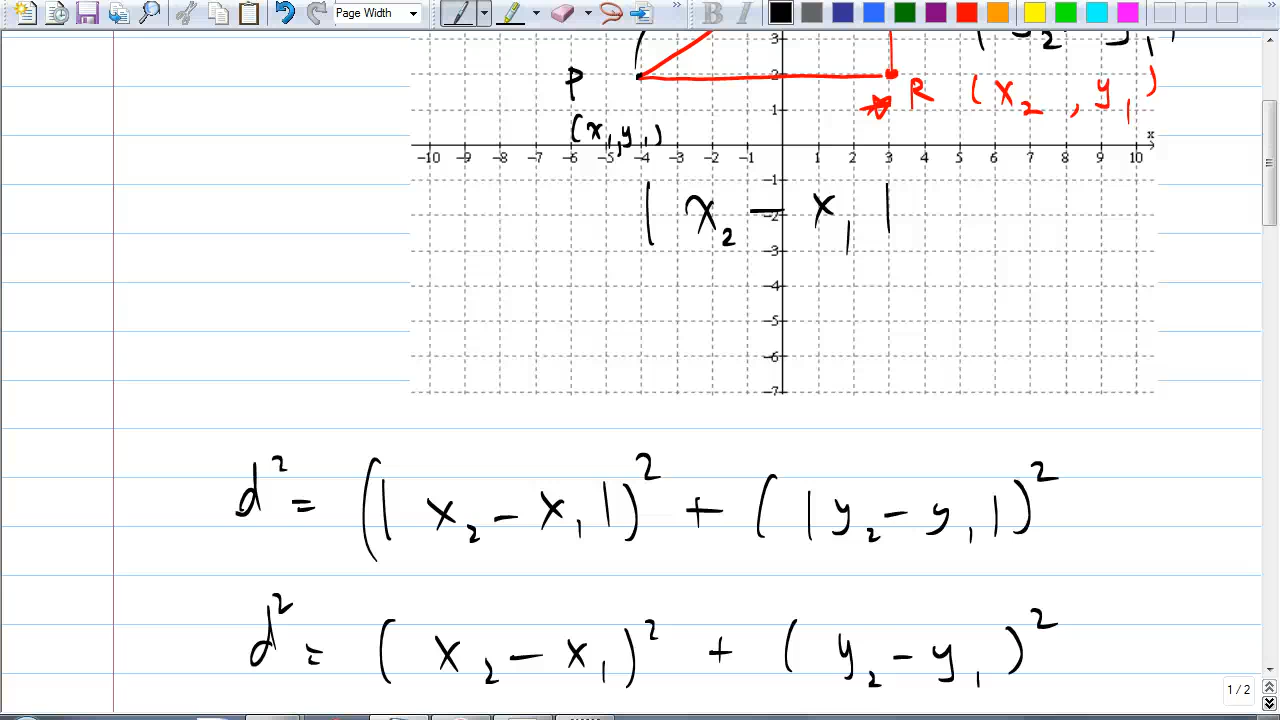 Page Width
B I
3
| y₂ - y₁ |
P
2
R (x₂ , y₁)
1
(x₁, y₁)
x
-10 -9 -8 -7 -6 -5 -4 -3 -2 -1 1 2 3 4 5 6 7 8 9 10
-1
| x₂ - x₁ |
-2
-3
-4
-5
-6
-7
d² = (| x₂ - x₁ |)² + ( | y₂ - y₁ | )²
d² = ( x₂ - x₁ )² + ( y₂ - y₁ )²
1 / 2